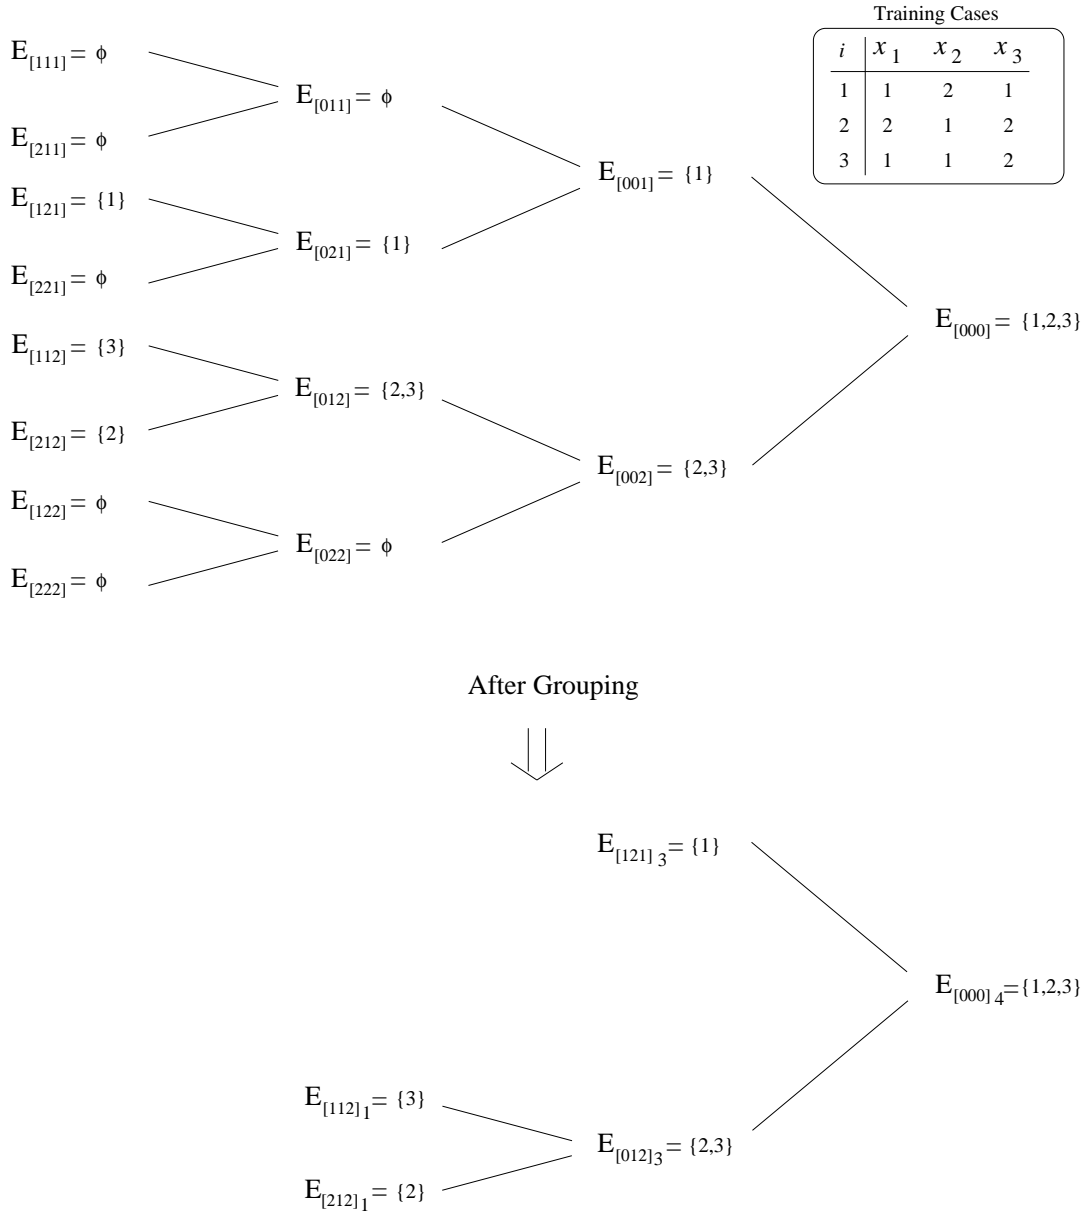 Training Cases
i x1 x2 x3
1 1 2 1
2 2 1 2
3 1 1 2
E[111] = ϕ
E[211] = ϕ
E[121] = {1}
E[221] = ϕ
E[112] = {3}
E[212] = {2}
E[122] = ϕ
E[222] = ϕ
E[011] = ϕ
E[021] = {1}
E[012] = {2,3}
E[022] = ϕ
E[001] = {1}
E[002] = {2,3}
E[000] = {1,2,3}
After Grouping
E[121] 3 = {1}
E[000] 4 = {1,2,3}
E[112] 1 = {3}
E[012] 3 = {2,3}
E[212] 1 = {2}